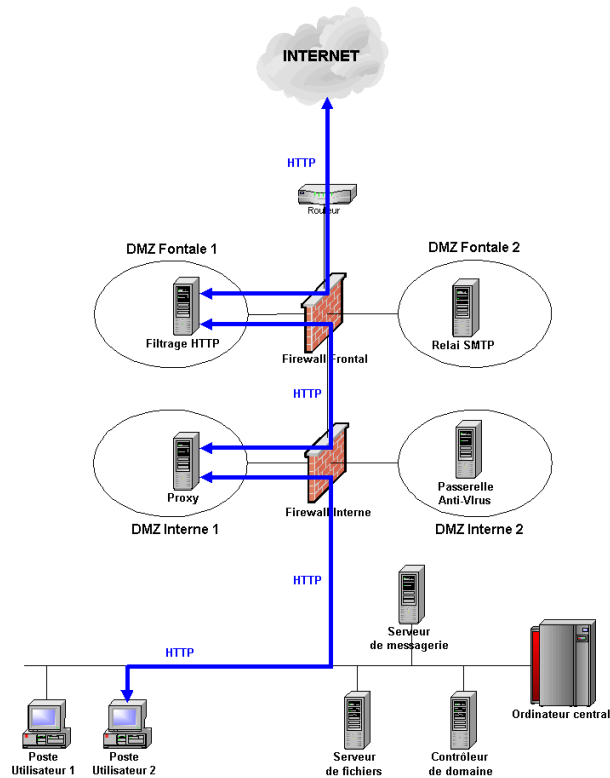 INTERNET
HTTP
Routeur
DMZ Fontale 1
DMZ Fontale 2
Filtrage HTTP
Relai SMTP
Firewall Frontal
HTTP
Proxy
Passerelle
Anti-VIrus
Firewall Interne
DMZ Interne 1
DMZ Interne 2
HTTP
Serveur
de messagerie
HTTP
Ordinateur central
Poste
Utilisateur 1
Poste
Utilisateur 2
Serveur
de fichiers
Contrôleur
de domaine